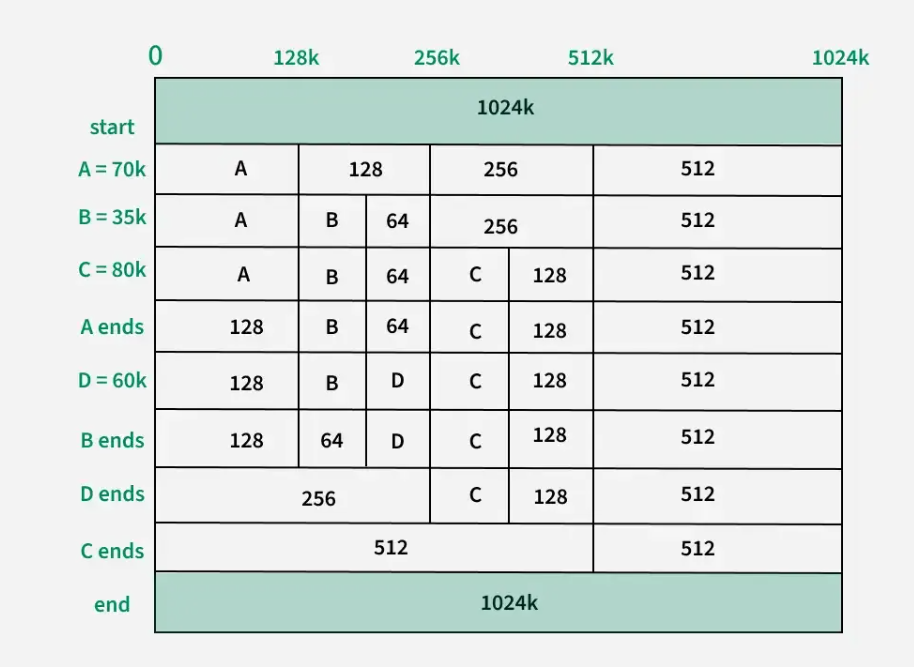 0 128k 256k 512k 1024k
start 1024k
A = 70k A 128 256 512
B = 35k A B 64 256 512
C = 80k A B 64 C 128 512
A ends 128 B 64 C 128 512
D = 60k 128 B D C 128 512
B ends 128 64 D C 128 512
D ends 256 C 128 512
C ends 512 512
end 1024k